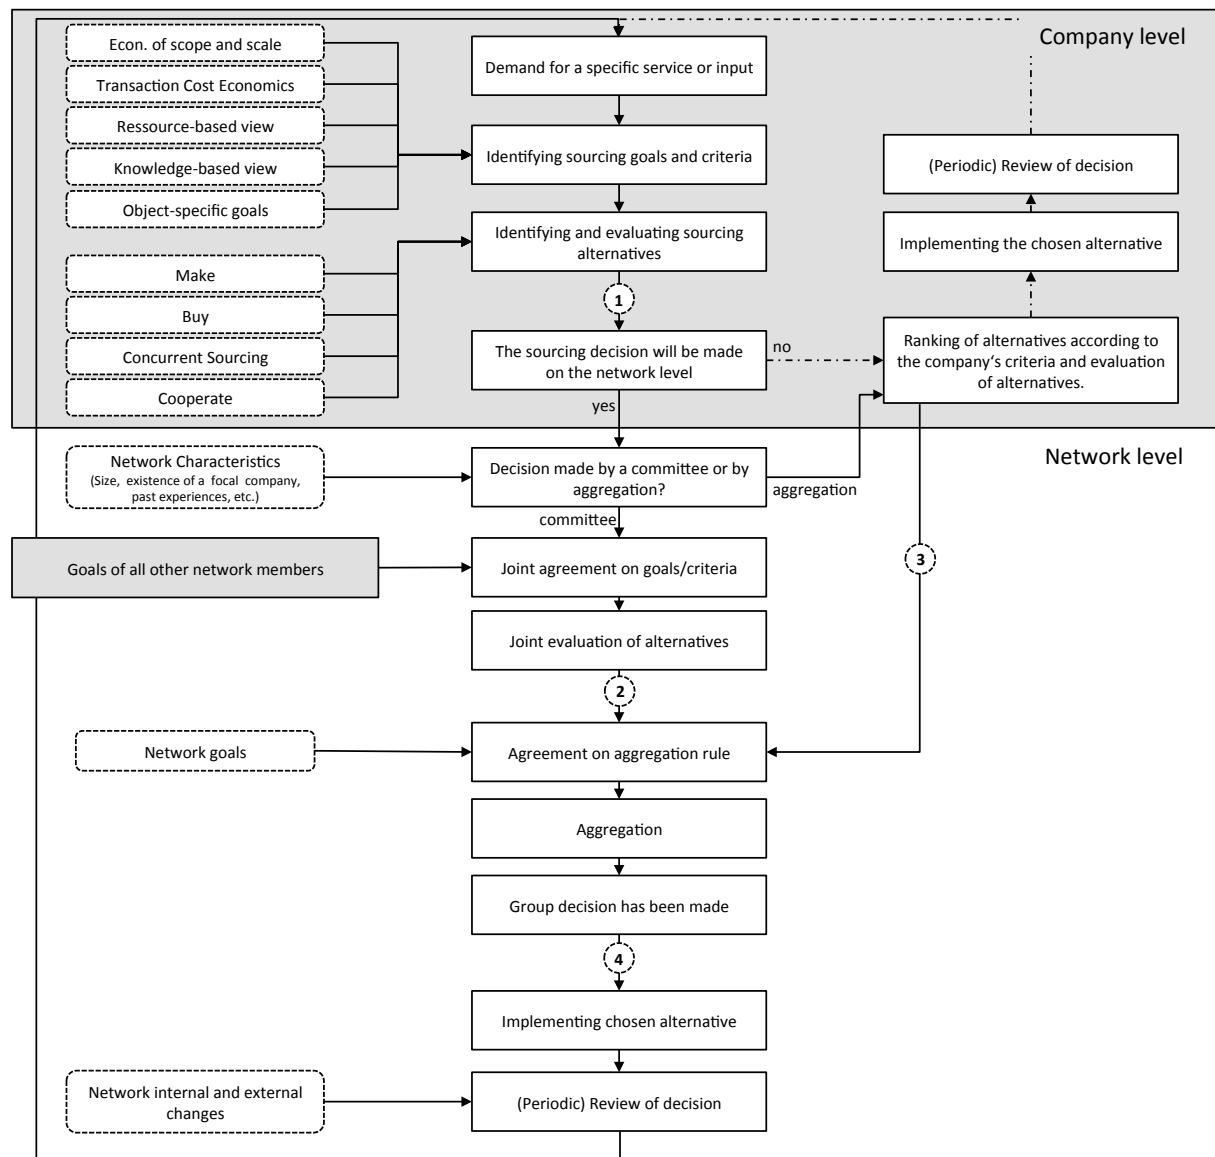 Company level
Econ. of scope and scale
Transaction Cost Economics
Ressource-based view
Knowledge-based view
Object-specific goals
Make
Buy
Concurrent Sourcing
Cooperate
Demand for a specific service or input
Identifying sourcing goals and criteria
Identifying and evaluating sourcing
alternatives
1
The sourcing decision will be made
on the network level
no
yes
(Periodic) Review of decision
Implementing the chosen alternative
Ranking of alternatives according to
the company‘s criteria and evaluation
of alternatives.
Network level
Network Characteristics
(Size, existence of a focal company,
past experiences, etc.)
Decision made by a committee or by
aggregation?
aggregation
committee
Goals of all other network members
Joint agreement on goals/criteria
3
Joint evaluation of alternatives
2
Network goals
Agreement on aggregation rule
Aggregation
Group decision has been made
4
Implementing chosen alternative
Network internal and external
changes
(Periodic) Review of decision